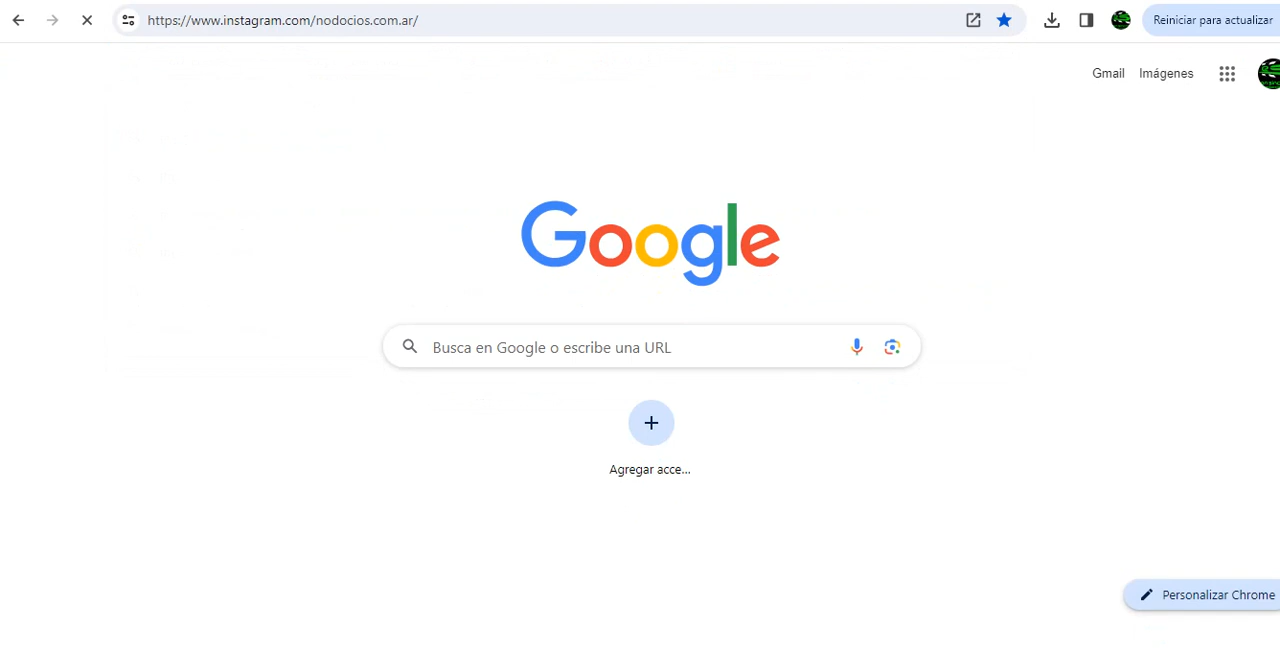 https://www.instagram.com/nodocios.com.ar/
Reiniciar para actualizar
Gmail
Imágenes
Google
Busca en Google o escribe una URL
Agregar acce...
Personalizar Chrome